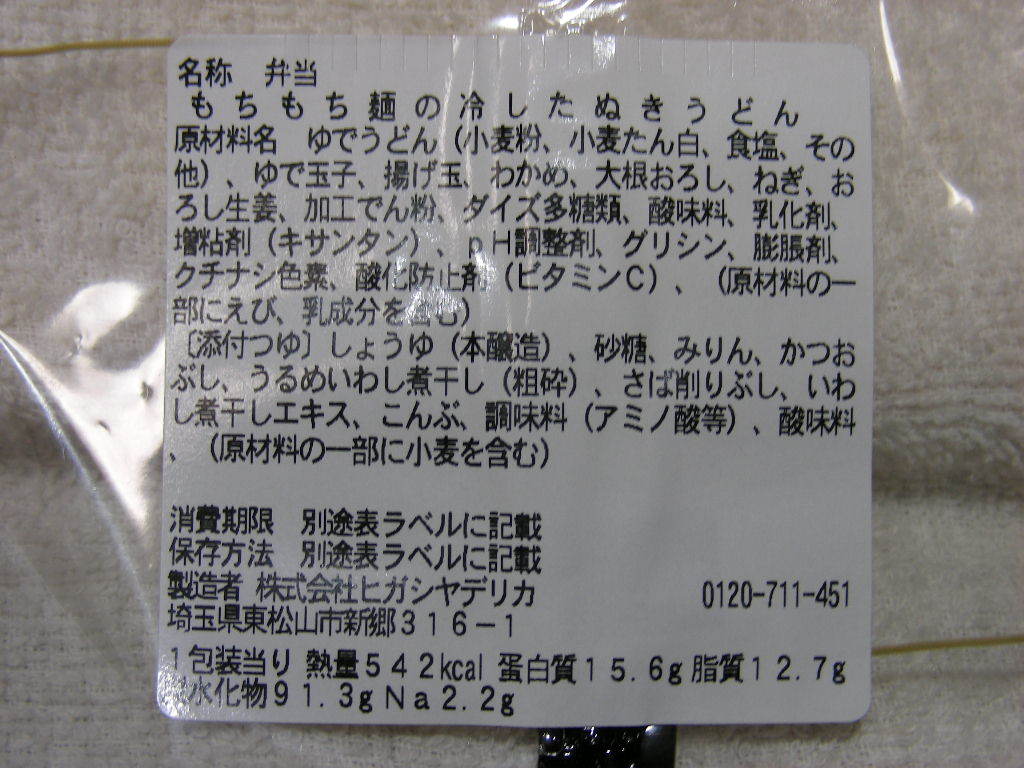 名称　弁当
もちもち麺の冷したぬきうどん
原材料名　ゆでうどん（小麦粉、小麦たん白、食塩、その
他）、ゆで玉子、揚げ玉、わかめ、大根おろし、ねぎ、お
ろし生姜、加工でん粉、ダイズ多糖類、酸味料、乳化剤、
増粘剤（キサンタン）、ｐＨ調整剤、グリシン、膨脹剤、
クチナシ色素、酸化防止剤（ビタミンＣ）、（原材料の一
部にえび、乳成分を含む）
〔添付つゆ〕しょうゆ（本醸造）、砂糖、みりん、かつお
ぶし、うるめいわし煮干し（粗砕）、さば削りぶし、いわ
し煮干しエキス、こんぶ、調味料（アミノ酸等）、酸味料
、（原材料の一部に小麦を含む）
消費期限　別途表ラベルに記載
保存方法　別途表ラベルに記載
製造者 株式会社ヒガシヤデリカ　0120-711-451
埼玉県東松山市新郷３１６－１
１包装当り 熱量５４２kcal 蛋白質１５.６g 脂質１２.７g
水化物９１.３g Ｎａ２.２g